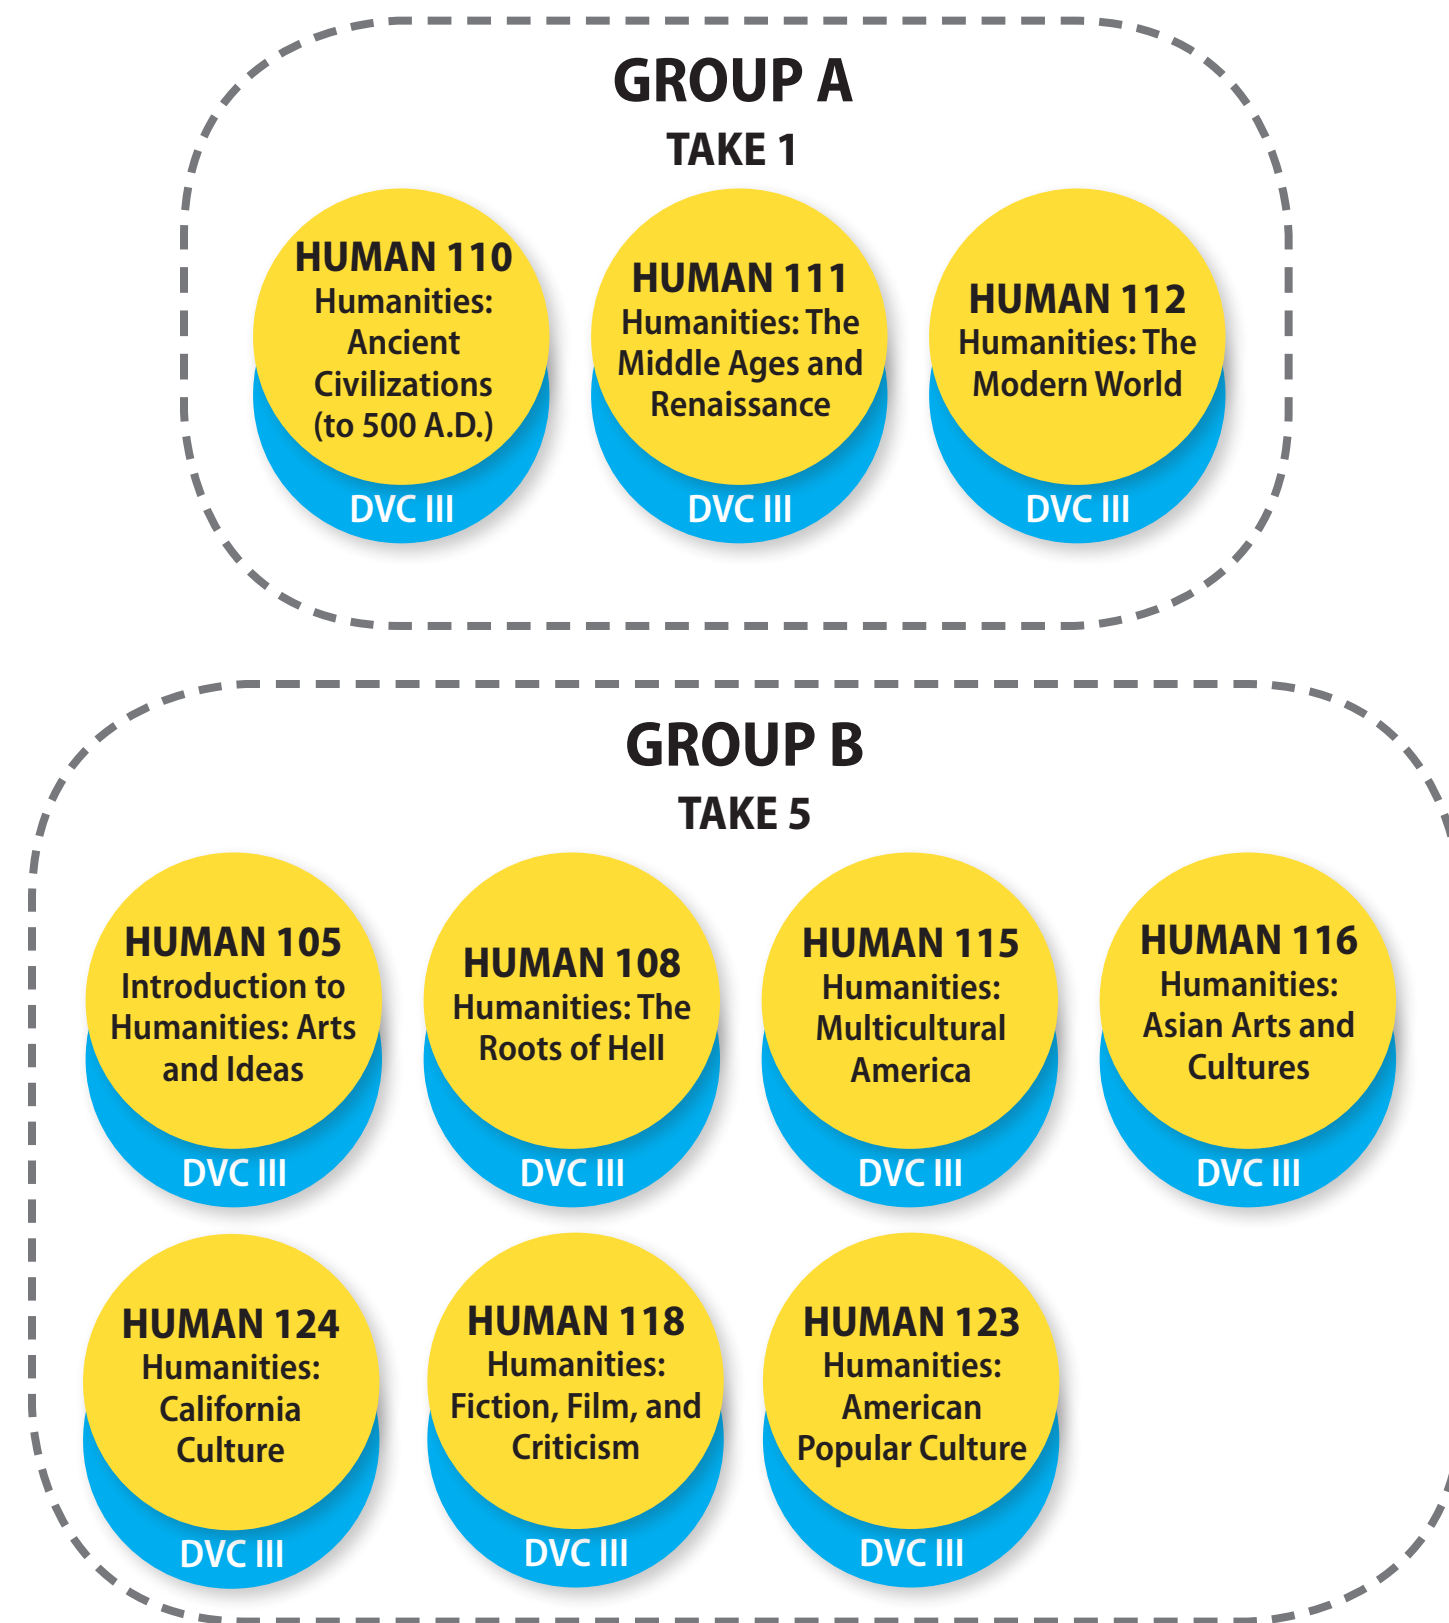 GROUP A
TAKE 1
HUMAN 110
Humanities:
Ancient
Civilizations
(to 500 A.D.)
DVC III
HUMAN 111
Humanities: The
Middle Ages and
Renaissance
DVC III
HUMAN 112
Humanities: The
Modern World
DVC III
GROUP B
TAKE 5
HUMAN 105
Introduction to
Humanities: Arts
and Ideas
DVC III
HUMAN 108
Humanities: The
Roots of Hell
DVC III
HUMAN 115
Humanities:
Multicultural
America
DVC III
HUMAN 116
Humanities:
Asian Arts and
Cultures
DVC III
HUMAN 124
Humanities:
California
Culture
DVC III
HUMAN 118
Humanities:
Fiction, Film, and
Criticism
DVC III
HUMAN 123
Humanities:
American
Popular Culture
DVC III